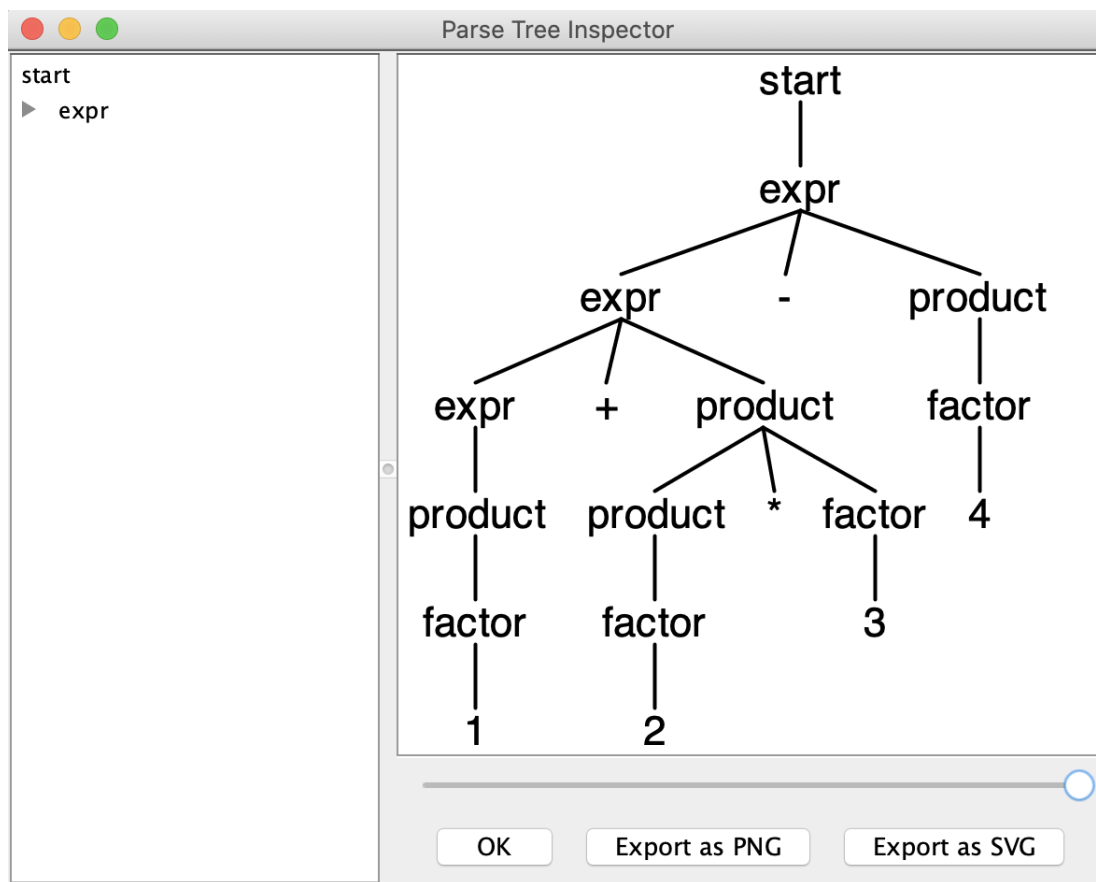 Parse Tree Inspector
start
expr
start
expr
expr - product
expr + product factor
product product * factor 4
factor factor 3
1 2
OK Export as PNG Export as SVG